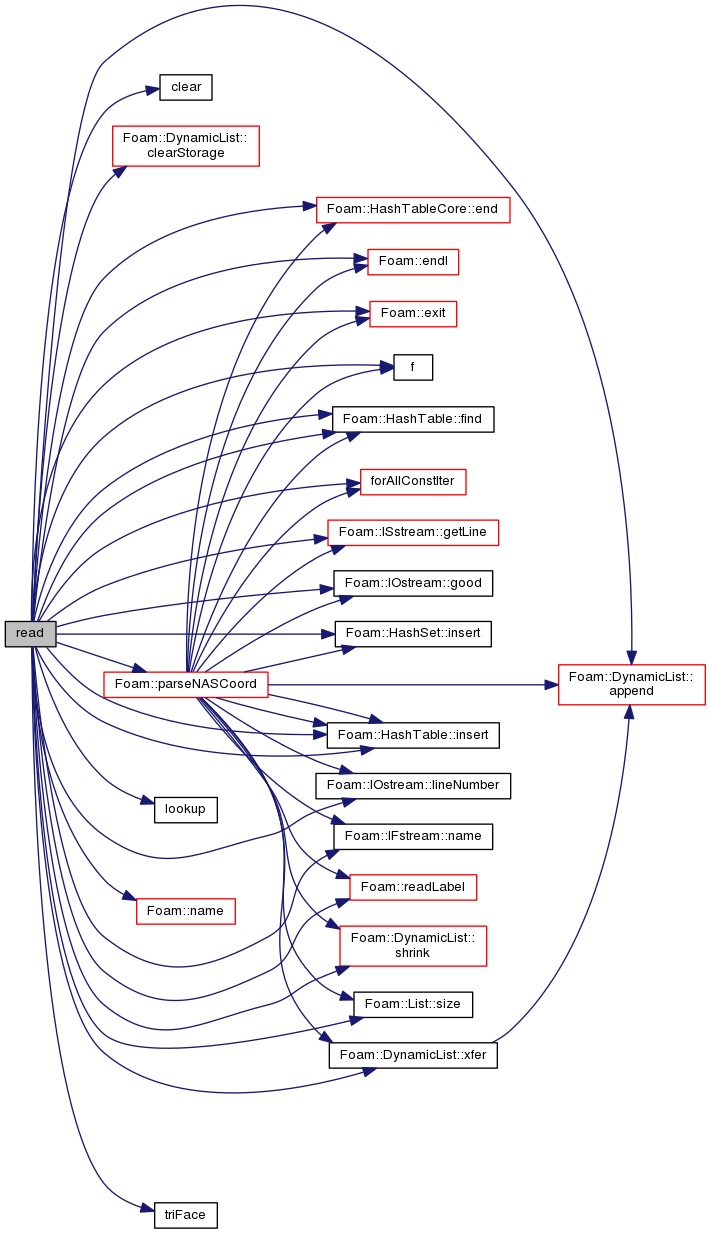 clear
Foam::DynamicList::
clearStorage
Foam::HashTableCore::end
Foam::endl
Foam::exit
f
Foam::HashTable::find
forAllConstIter
Foam::ISstream::getLine
Foam::IOstream::good
read
Foam::HashSet::insert
Foam::parseNASCoord
Foam::DynamicList::
append
Foam::HashTable::insert
Foam::IOstream::lineNumber
lookup
Foam::IFstream::name
Foam::readLabel
Foam::name
Foam::DynamicList::
shrink
Foam::List::size
Foam::DynamicList::xfer
triFace